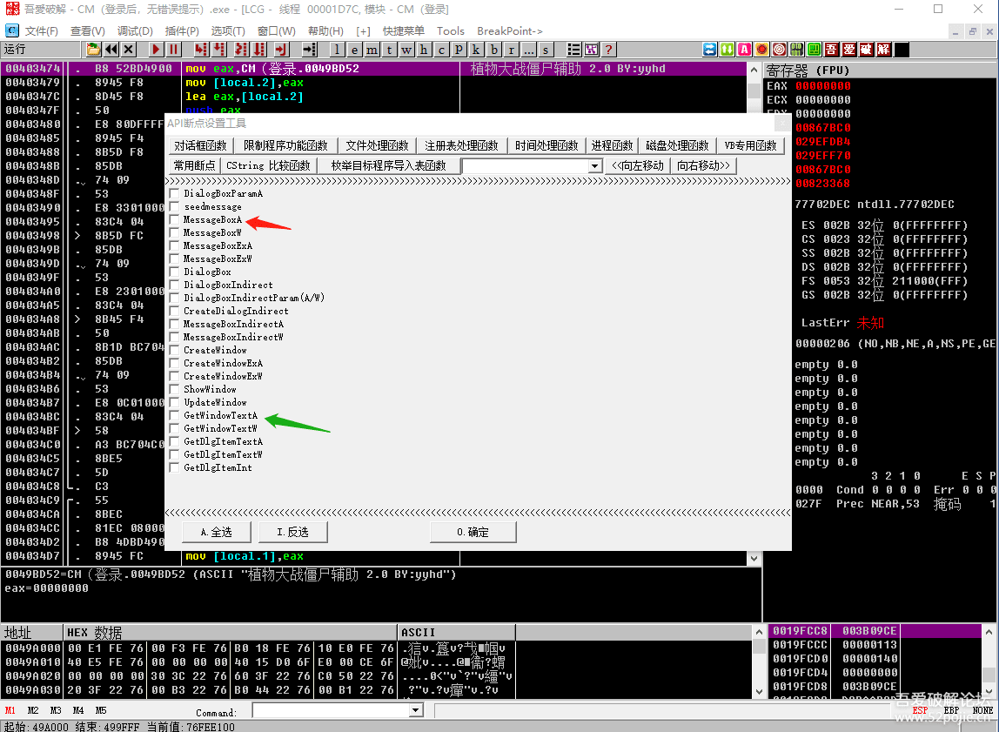 吾愛破解 - CM（登录后，无错误提示）.exe - [LCG - 线程 00001D7C, 模块 - CM（登录]
文件(F) 查看(V) 调试(D) 插件(P) 选项(T) 窗口(W) 帮助(H) [+] 快捷菜单 Tools BreakPoint->
运行 l e m t w h c P k b r ... s ? A 吾 爱 破 解
00403474 . B8 52BD4900 mov eax,CM（登录.0049BD52 植物大战僵尸辅助 2.0 BY:yyhd
00403479 . 8945 F8 mov [local.2],eax
0040347C . 8D45 F8 lea eax,[local.2]
0040347F . 50 push eax
00403480 . E8 80DFFFF
00403485 . 8945 F4
00403488 . 8B5D F8
0040348B . 85DB
0040348D . 74 09
0040348F . 53
00403490 . E8 3301000
00403495 . 83C4 04
00403498 > 8B5D FC
0040349B . 85DB
0040349D . 74 09
0040349F . 53
004034A0 . E8 2301000
004034A5 . 83C4 04
004034A8 > 8B45 F4
004034AB . 50
004034AC . 8B1D BC704
004034B2 . 85DB
004034B4 . 74 09
004034B6 . 53
004034B7 . E8 0C01000
004034BC . 83C4 04
004034BF > 58
004034C0 . A3 BC704C0
004034C5 . 8BE5
004034C7 . 5D
004034C8 . C3
004034C9 . 55
004034CA . 8BEC
004034CC . 81EC 08000
004034D2 . B8 4DBD490
004034D7 . 8945 FC mov [local.1],eax
API断点设置工具
对话框函数 限制程序功能函数 文件处理函数 注册表处理函数 时间处理函数 进程函数 磁盘处理函数 VB专用函数
常用断点 CString 比较函数 枚举目标程序导入表函数 <<向左移动 向右移动>>
DialogBoxParamA
seedmessage
MessageBoxA
MessageBoxW
MessageBoxExA
MessageBoxExW
DialogBox
DialogBoxIndirect
DialogBoxIndirectParam(A/W)
CreateDialogIndirect
MessageBoxIndirectA
MessageBoxIndirectW
CreateWindow
CreateWindowExA
CreateWindowExW
ShowWindow
UpdateWindow
GetWindowTextA
GetWindowTextW
GetDlgItemTextA
GetDlgItemTextW
GetDlgItemInt
A.全选 I.反选 O.确定
寄存器 (FPU)
EAX 00000000
ECX 00000000
EDX 00000000
00867BC0
029EFDB4
029EFF70
00867BC0
00823368
77702DEC ntdll.77702DEC
ES 002B 32位 0(FFFFFFFF)
CS 0023 32位 0(FFFFFFFF)
SS 002B 32位 0(FFFFFFFF)
DS 002B 32位 0(FFFFFFFF)
FS 0053 32位 211000(FFF)
GS 002B 32位 0(FFFFFFFF)
LastErr 未知
00000206 (NO,NB,NE,A,NS,PE,GE
empty 0.0
empty 0.0
empty 0.0
empty 0.0
empty 0.0
empty 0.0
empty 0.0
empty 0.0
3 2 1 0 E S P
0000 Cond 0 0 0 0 Err 0 0 0
027F Prec NEAR,53 掩码 1
0049BD52=CM（登录.0049BD52 (ASCII "植物大战僵尸辅助 2.0 BY:yyhd")
eax=00000000
地址 HEX 数据 ASCII
0049A000 00 E1 FE 76 00 F3 FE 76 B0 18 FE 76 10 E0 FE 76
0049A010 40 E5 FE 76 00 00 00 00 40 15 D0 6F E0 00 CE 6F
0049A020 00 00 00 00 30 3C 22 76 60 3F 22 76 C0 50 22 76
0049A030 20 3F 22 76 00 B3 22 76 B0 44 22 76 00 B1 22 76
0019FCC8 003B09CE
0019FCCC 00000113
0019FCD0 00000140
0019FCD4 00000000
0019FCD8 003B09CE
M1 M2 M3 M4 M5 Command: ESP EBP NONE
起始:49A000 结束:499FFF 当前值:76FEE100
吾爱破解论坛
www.52pojie.cn